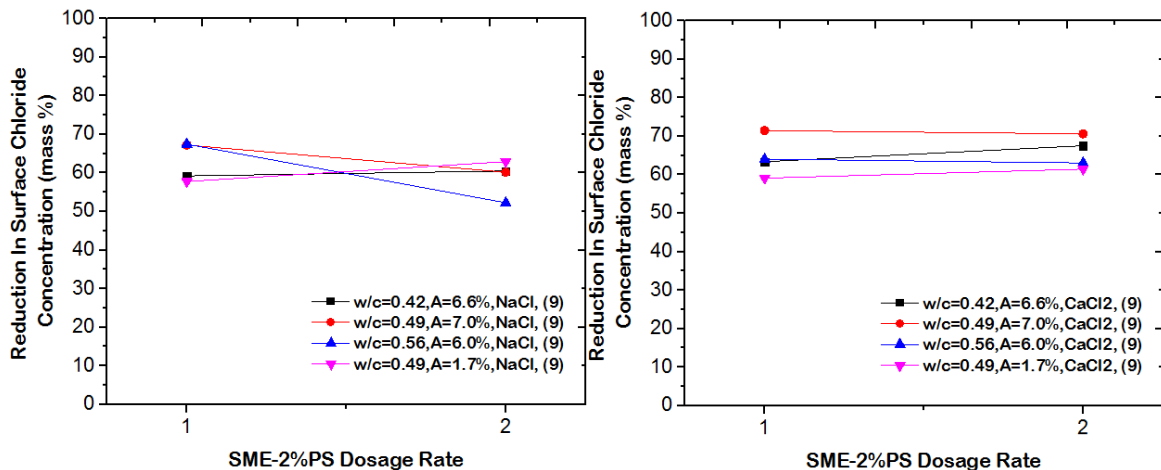 Reduction In Surface Chloride
Concentration (mass %)
100
90
80
70
60
50
40
30
20
10
0
w/c=0.42,A=6.6%,NaCl, (9)
w/c=0.49,A=7.0%,NaCl, (9)
w/c=0.56,A=6.0%,NaCl, (9)
w/c=0.49,A=1.7%,NaCl, (9)
1
2
SME-2%PS Dosage Rate
Reduction In Surface Chloride
Concentration (mass %)
100
90
80
70
60
50
40
30
20
10
0
w/c=0.42,A=6.6%,CaCl2, (9)
w/c=0.49,A=7.0%,CaCl2, (9)
w/c=0.56,A=6.0%,CaCl2, (9)
w/c=0.49,A=1.7%,CaCl2, (9)
1
2
SME-2%PS Dosage Rate